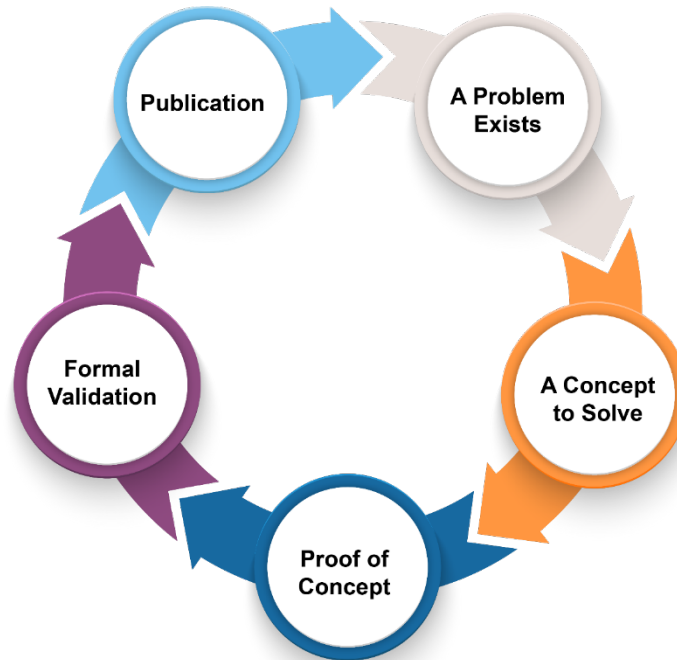 Publication
A Problem
Exists
A Concept
to Solve
Proof of
Concept
Formal
Validation